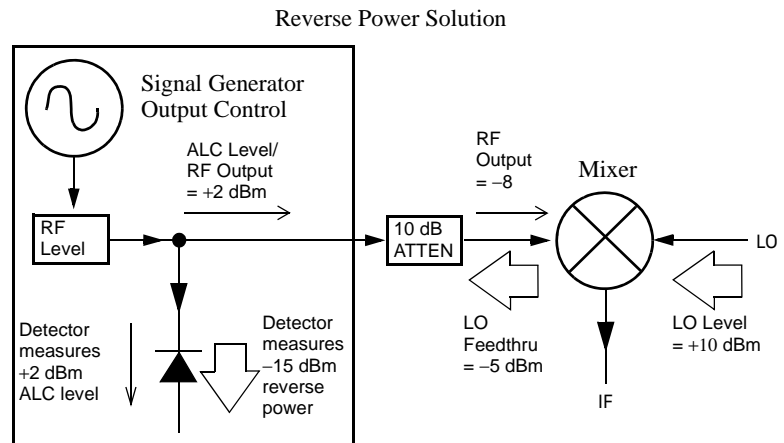 Reverse Power Solution
Signal Generator
Output Control
ALC Level/
RF Output
= +2 dBm
RF
Output
= −8
Mixer
RF
Level
10 dB
ATTEN
LO
Detector
measures
+2 dBm
ALC level
Detector
measures
−15 dBm
reverse
power
LO
Feedthru
= −5 dBm
LO Level
= +10 dBm
IF